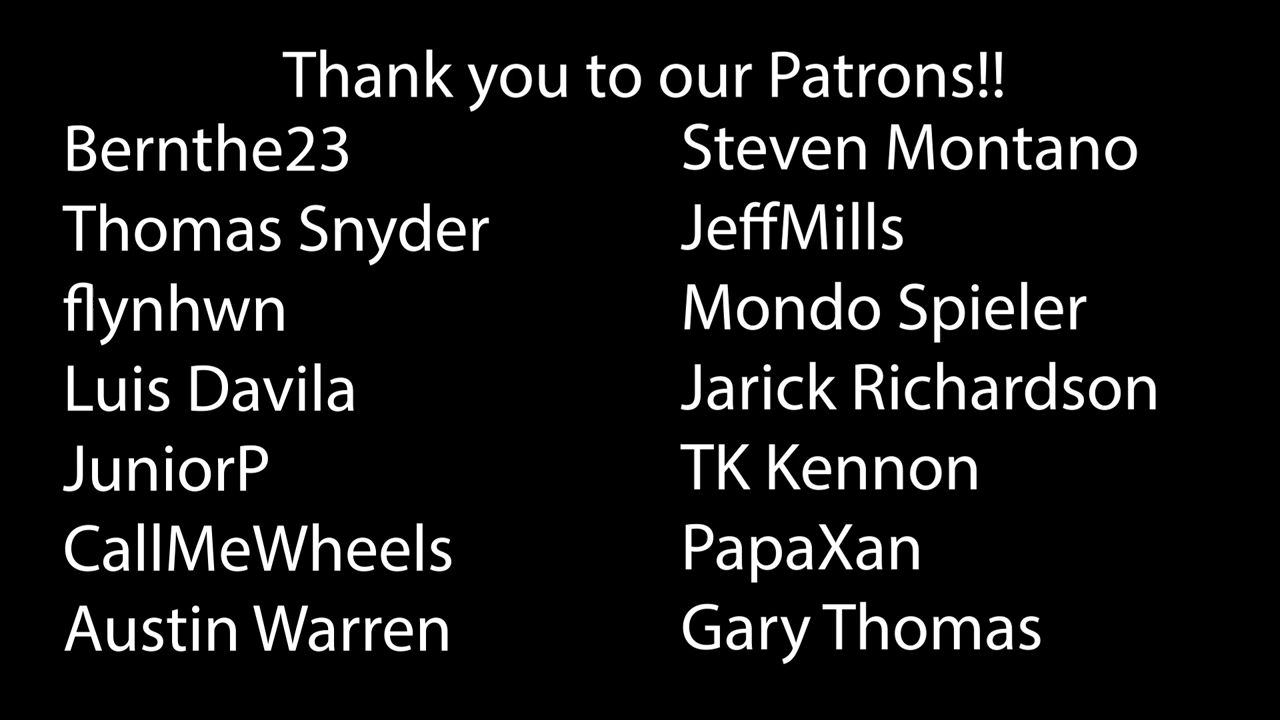 Thank you to our Patrons!!
Bernthe23
Thomas Snyder
flynhwn
Luis Davila
JuniorP
CallMeWheels
Austin Warren
Steven Montano
JeffMills
Mondo Spieler
Jarick Richardson
TK Kennon
PapaXan
Gary Thomas